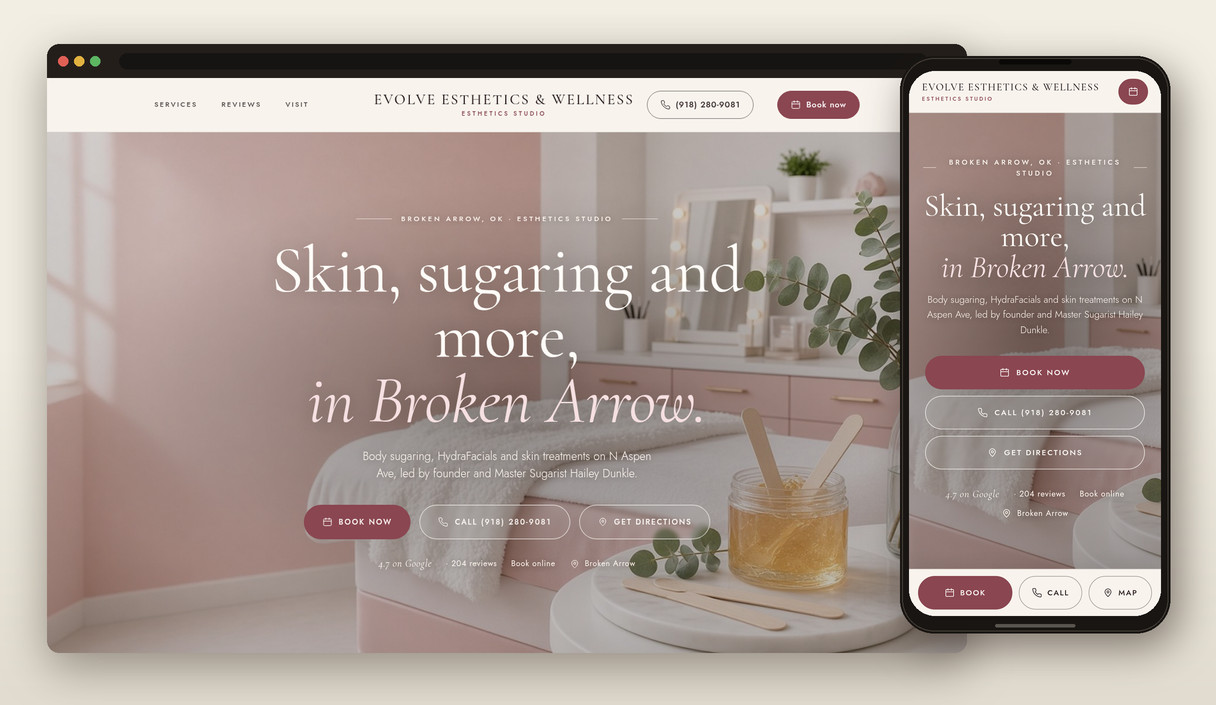 SERVICES REVIEWS VISIT
EVOLVE ESTHETICS & WELLNESS
ESTHETICS STUDIO
(918) 280-9081
Book now
BROKEN ARROW, OK · ESTHETICS STUDIO
Skin, sugaring and
more,
in Broken Arrow.
Body sugaring, HydraFacials and skin treatments on N Aspen
Ave, led by founder and Master Sugarist Hailey Dunkle.
BOOK NOW
CALL (918) 280-9081
GET DIRECTIONS
4.7 on Google · 204 reviews Book online Broken Arrow
EVOLVE ESTHETICS & WELLNESS
ESTHETICS STUDIO
BROKEN ARROW, OK · ESTHETICS
STUDIO
Skin, sugaring and
more,
in Broken Arrow.
Body sugaring, HydraFacials and skin treatments on N
Aspen Ave, led by founder and Master Sugarist Hailey
Dunkle.
BOOK NOW
CALL (918) 280-9081
GET DIRECTIONS
4.7 on Google · 204 reviews Book online
Broken Arrow
BOOK
CALL
MAP